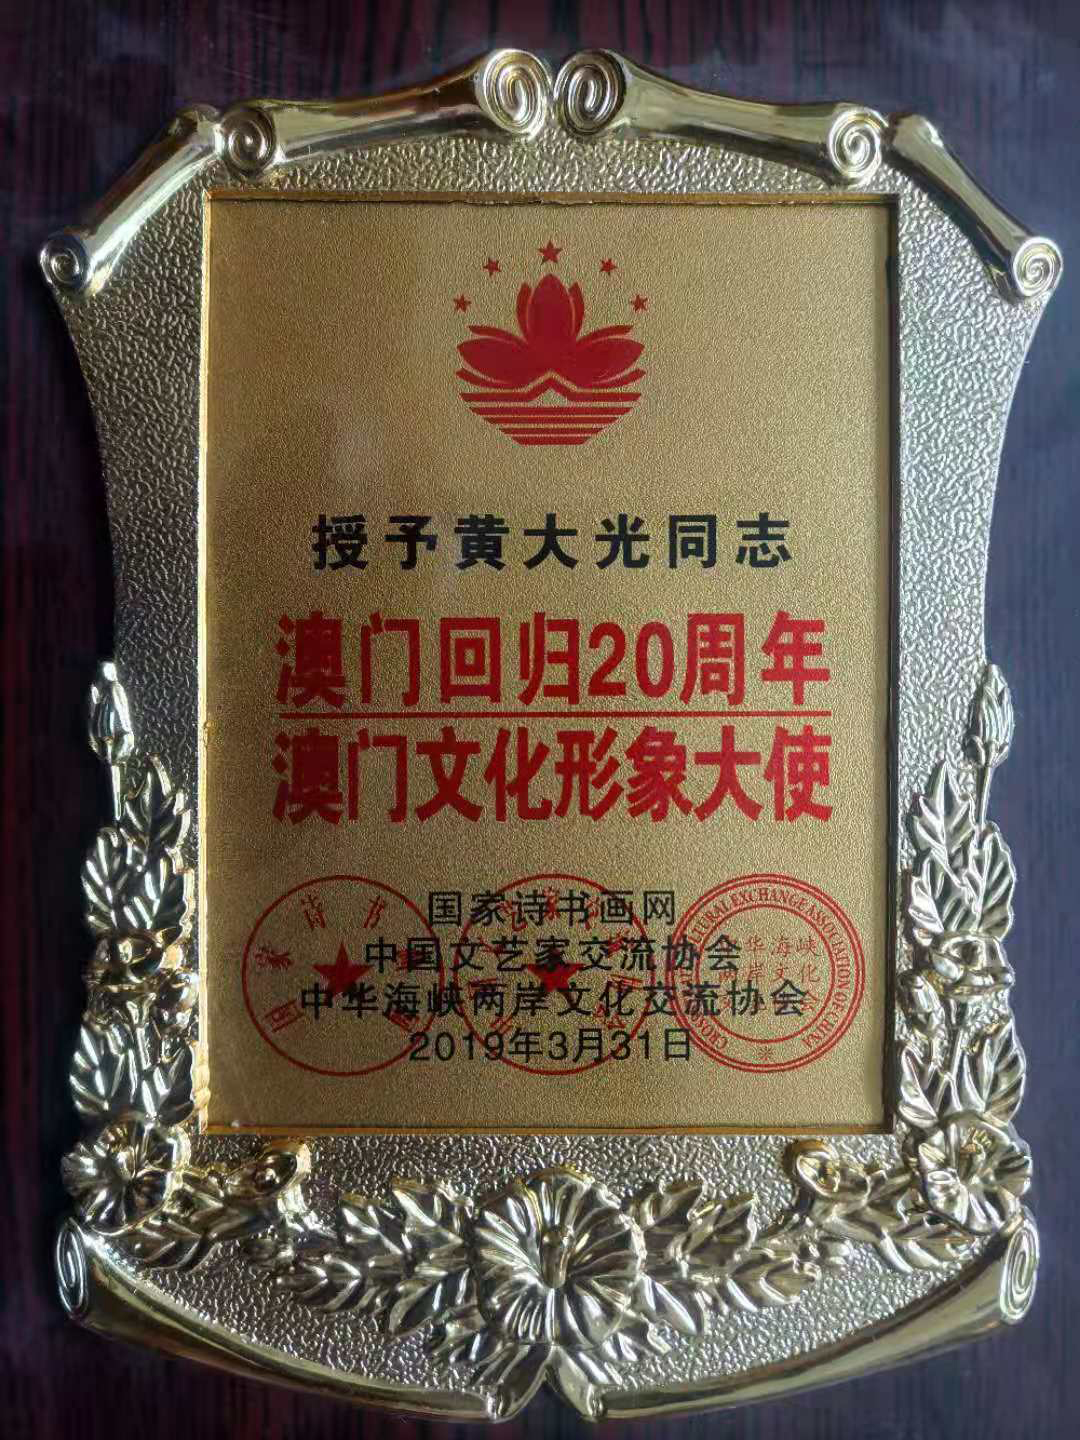 授予黄大光同志
澳门回归20周年
澳门文化形象大使
国家诗书画网
中国文艺家交流协会
中华海峡两岸文化交流协会
2019年3月31日